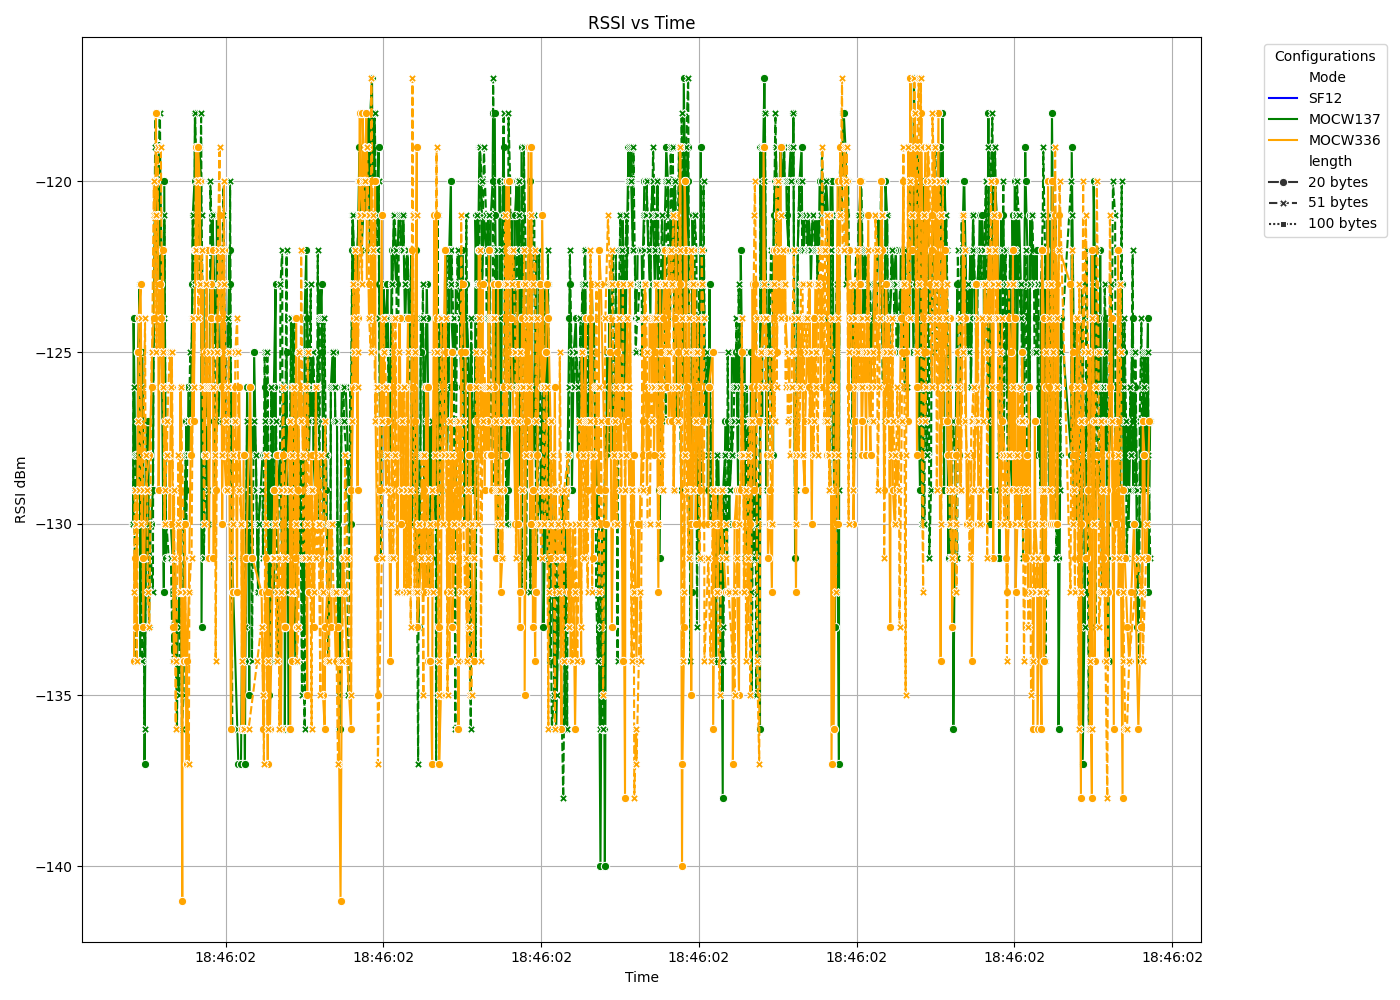 RSSI vs Time
Configurations
Mode
SF12
MOCW137
MOCW336
length
20 bytes
51 bytes
100 bytes
RSSI dBm
−120
−125
−130
−135
−140
18:46:02 18:46:02 18:46:02 18:46:02 18:46:02 18:46:02 18:46:02
Time